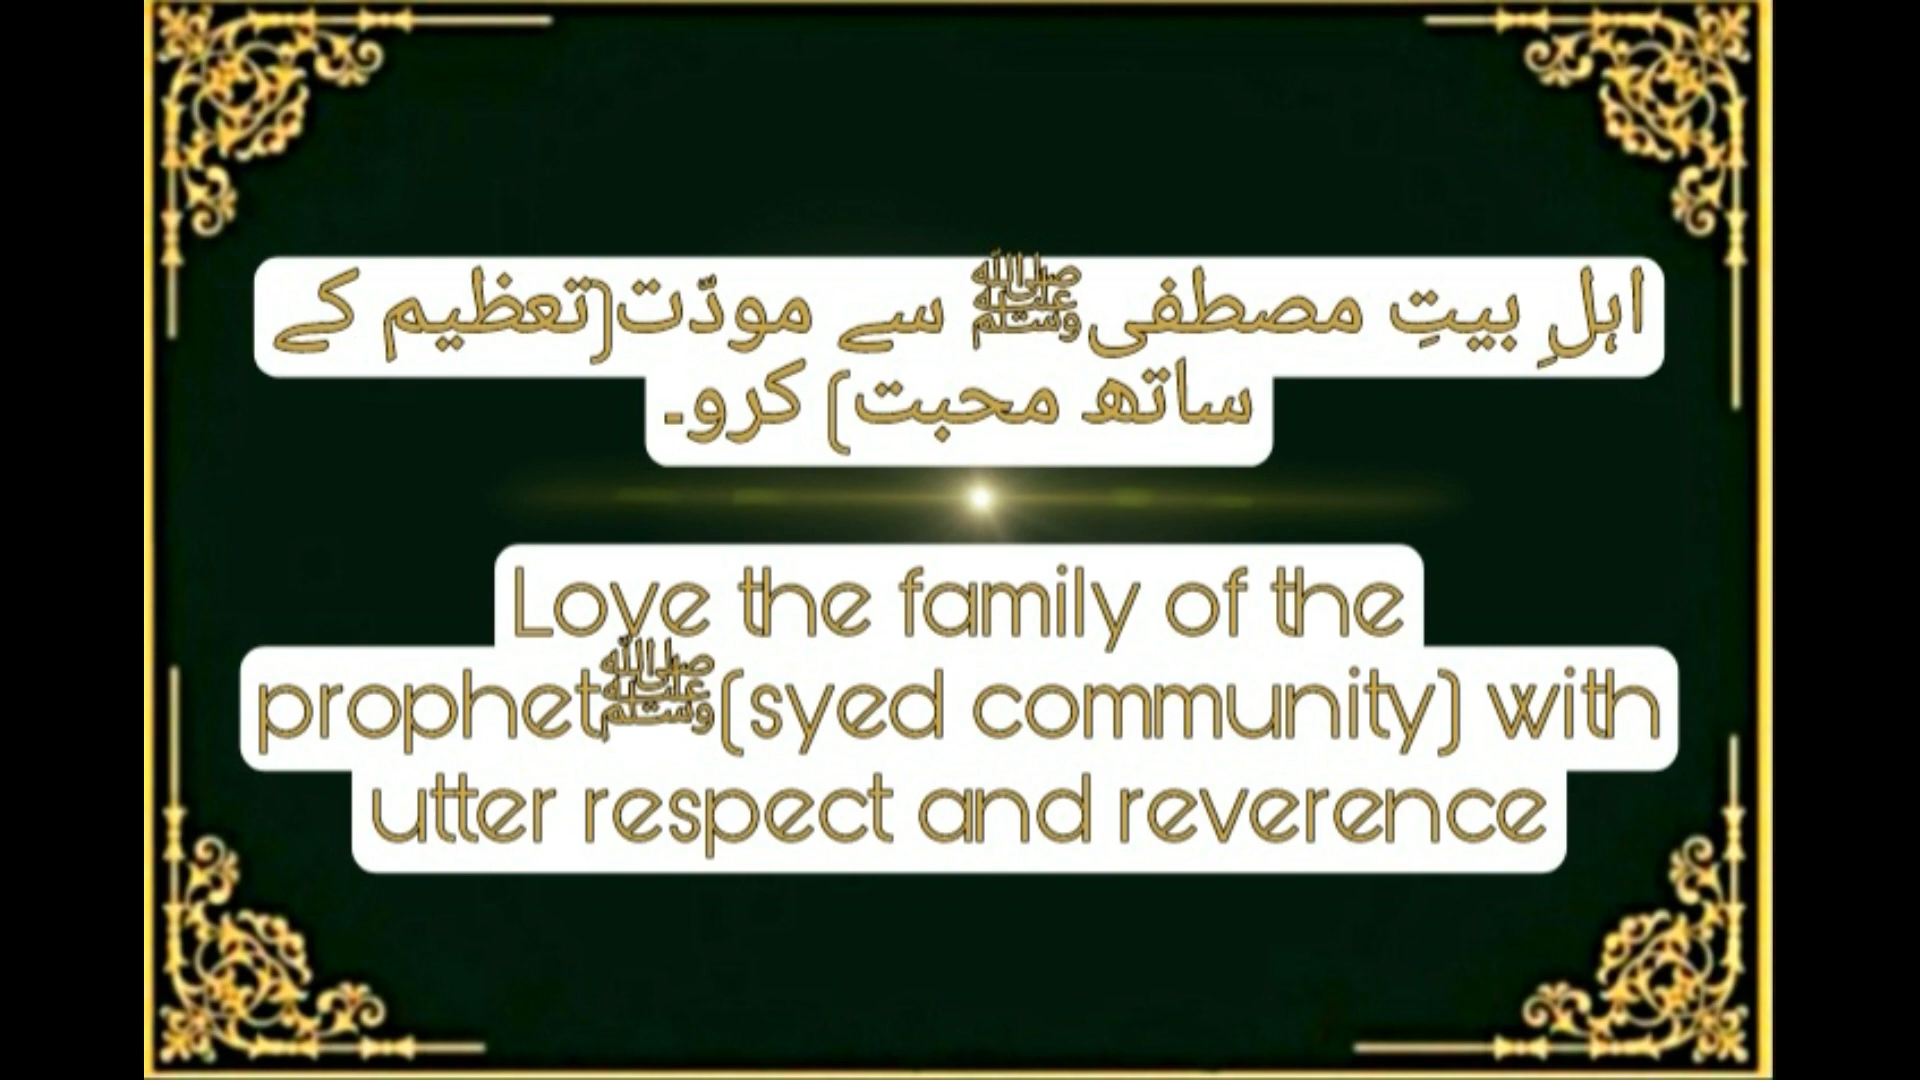 اہلِ بیتِ مصطفیﷺ سے مودّت(تعظیم کے
ساتھ محبت) کرو۔
Love the family of the
prophetﷺ(syed community) with
utter respect and reverence